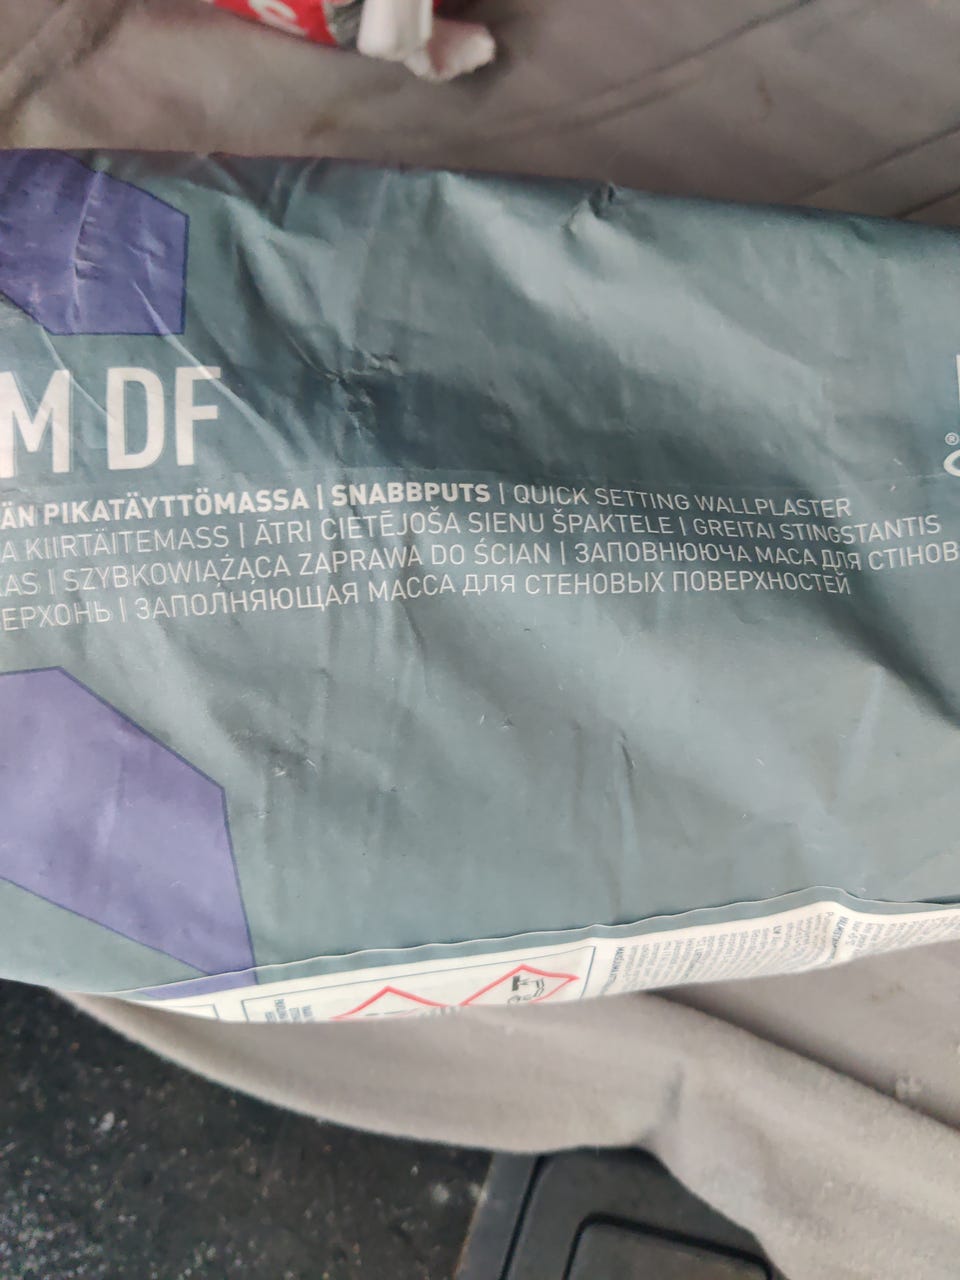 M DF
ÄN PIKATÄYTTÖMASSA | SNABBPUTS | QUICK SETTING WALLPLASTER
A KIIRTÄITEMASS | ĀTRI CIETĒJOŠA SIENU ŠPAKTELE | GREITAI STINGSTANTIS
KAS | SZYBKOWIĄŻĄCA ZAPRAWA DO ŚCIAN | ЗАПОВНЮЮЧА МАСА ДЛЯ СТІНОВ
ЕРХОНЬ | ЗАПОЛНЯЮЩАЯ МАССА ДЛЯ СТЕНОВЫХ ПОВЕРХНОСТЕЙ